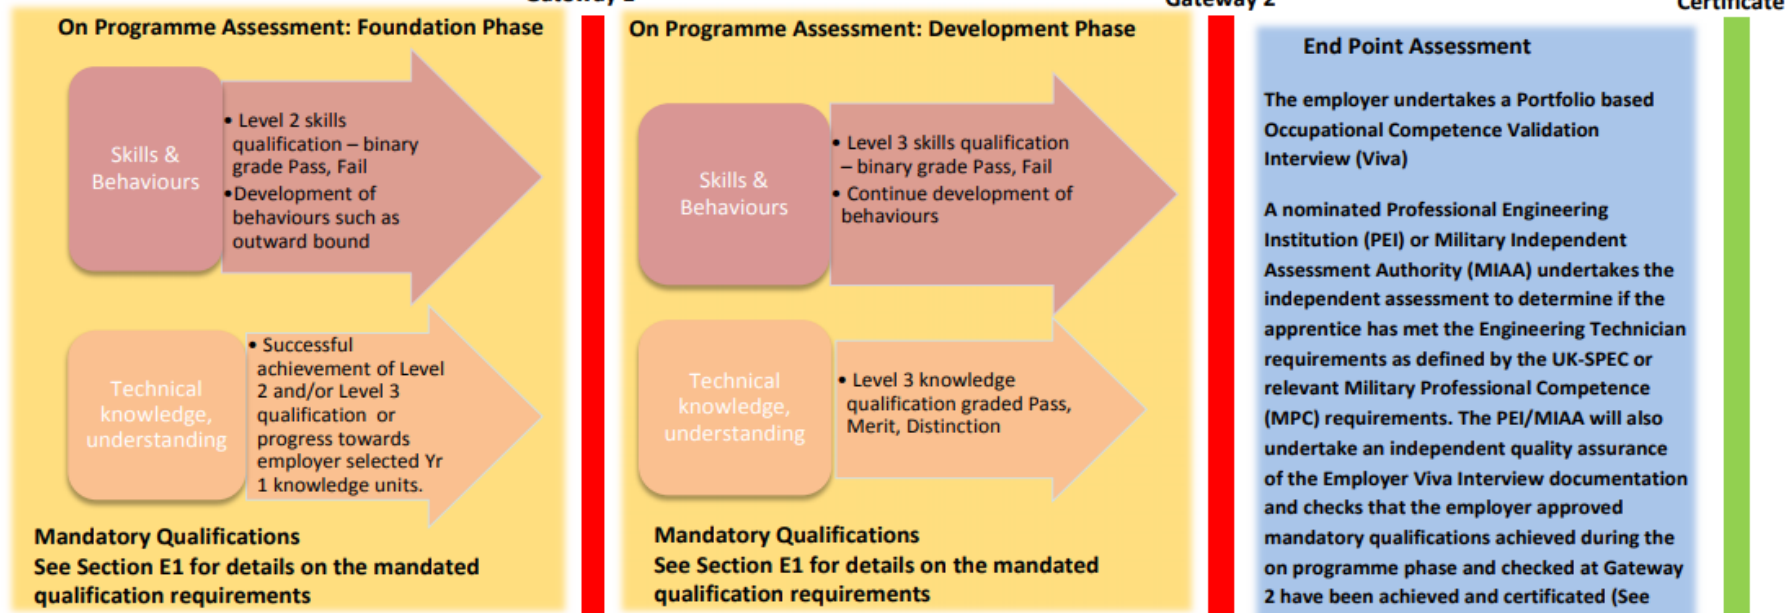 Gateway 2
Certificate
On Programme Assessment: Foundation Phase
Skills &
Behaviours
• Level 2 skills
qualification – binary
grade Pass, Fail
•Development of
behaviours such as
outward bound
Technical
knowledge,
understanding
• Successful
achievement of Level
2 and/or Level 3
qualification or
progress towards
employer selected Yr
1 knowledge units.
Mandatory Qualifications
See Section E1 for details on the mandated
qualification requirements
On Programme Assessment: Development Phase
Skills &
Behaviours
• Level 3 skills qualification
– binary grade Pass, Fail
• Continue development of
behaviours
Technical
knowledge,
understanding
• Level 3 knowledge
qualification graded Pass,
Merit, Distinction
Mandatory Qualifications
See Section E1 for details on the mandated
qualification requirements
End Point Assessment
The employer undertakes a Portfolio based
Occupational Competence Validation
Interview (Viva)
A nominated Professional Engineering
Institution (PEI) or Military Independent
Assessment Authority (MIAA) undertakes the
independent assessment to determine if the
apprentice has met the Engineering Technician
requirements as defined by the UK-SPEC or
relevant Military Professional Competence
(MPC) requirements. The PEI/MIAA will also
undertake an independent quality assurance
of the Employer Viva Interview documentation
and checks that the employer approved
mandatory qualifications achieved during the
on programme phase and checked at Gateway
2 have been achieved and certificated (See